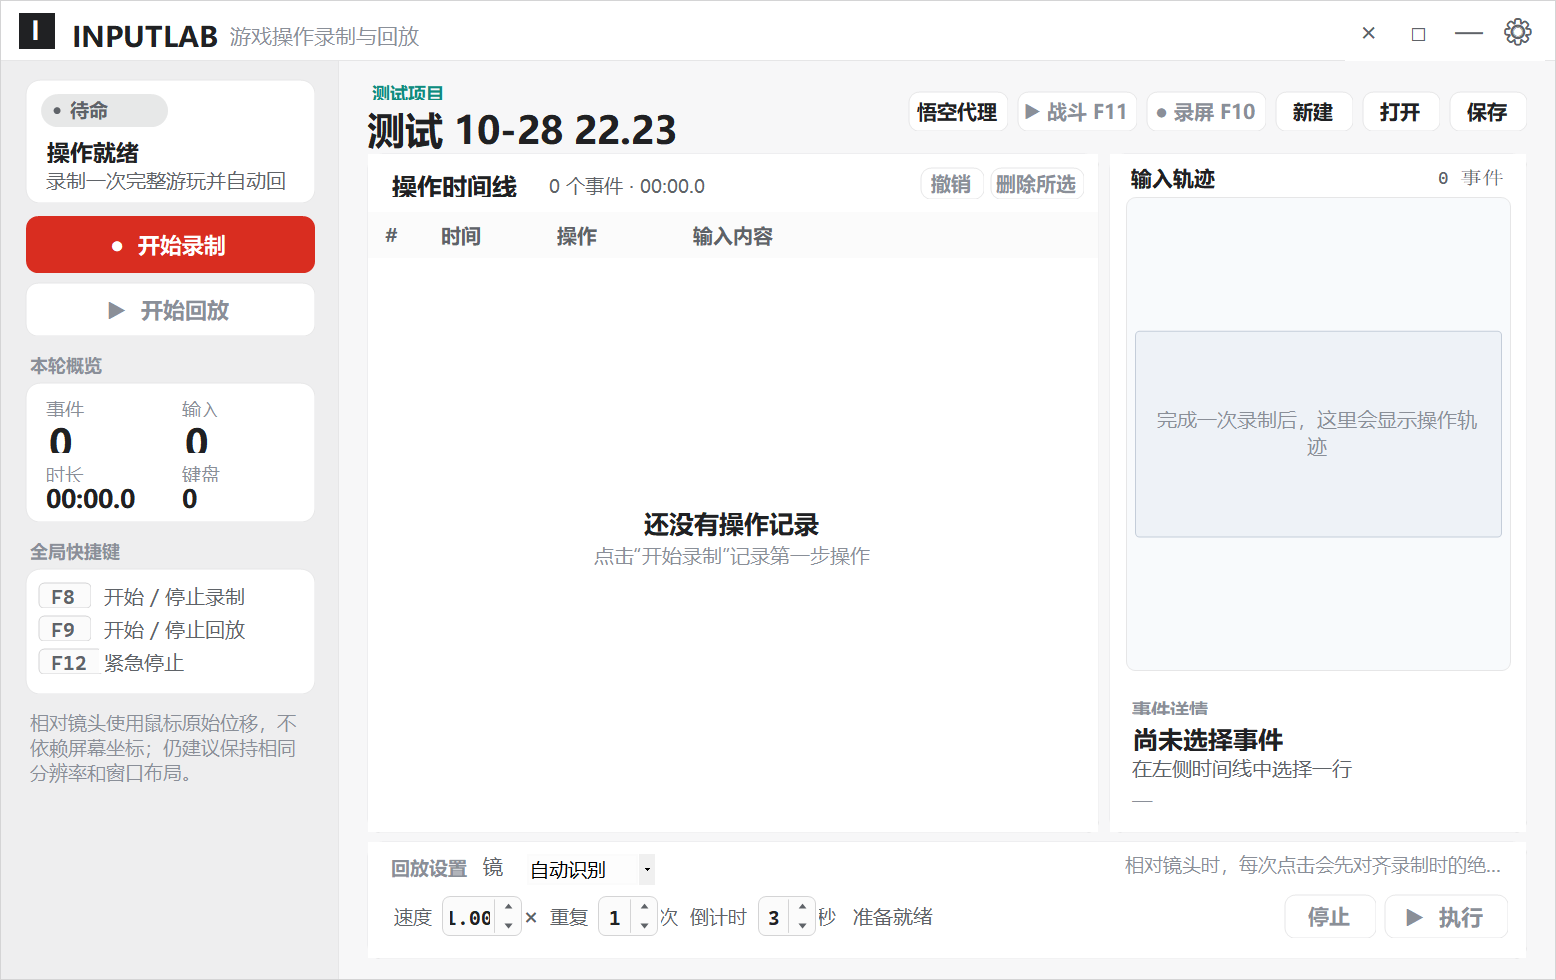 I INPUTLAB 游戏操作录制与回放
• 待命
操作就绪
录制一次完整游玩并自动回
● 开始录制
▶ 开始回放
本轮概览
事件 输入
0 0
时长 键盘
00:00.0 0
全局快捷键
F8 开始 / 停止录制
F9 开始 / 停止回放
F12 紧急停止
相对镜头使用鼠标原始位移，不
依赖屏幕坐标；仍建议保持相同
分辨率和窗口布局。
测试项目
测试 10-28 22.23
悟空代理 ▶ 战斗 F11 ● 录屏 F10 新建 打开 保存
操作时间线 0 个事件 · 00:00.0 撤销 删除所选
# 时间 操作 输入内容
还没有操作记录
点击“开始录制”记录第一步操作
输入轨迹 0 事件
完成一次录制后，这里会显示操作轨
迹
事件详情
尚未选择事件
在左侧时间线中选择一行
—
回放设置 镜 自动识别 相对镜头时，每次点击会先对齐录制时的绝...
速度 1.00 × 重复 1 次 倒计时 3 秒 准备就绪 停止 ▶ 执行